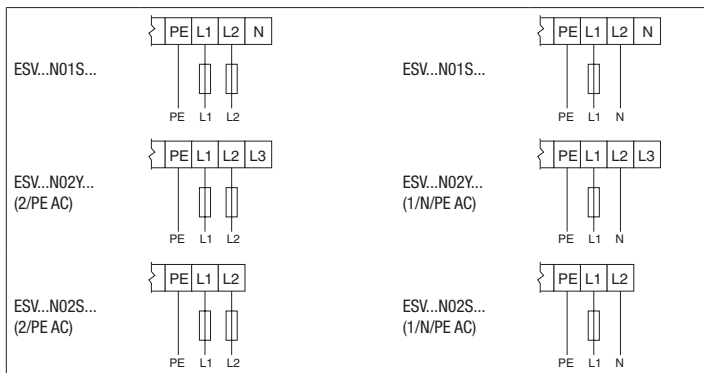 PE L1 L2 N
ESV...N01S...
PE L1 L2
PE L1 L2 N
ESV...N01S...
PE L1 N
PE L1 L2 L3
ESV...N02Y...
(2/PE AC)
PE L1 L2
PE L1 L2 L3
ESV...N02Y...
(1/N/PE AC)
PE L1 N
PE L1 L2
ESV...N02S...
(2/PE AC)
PE L1 L2
PE L1 L2
ESV...N02S...
(1/N/PE AC)
PE L1 N